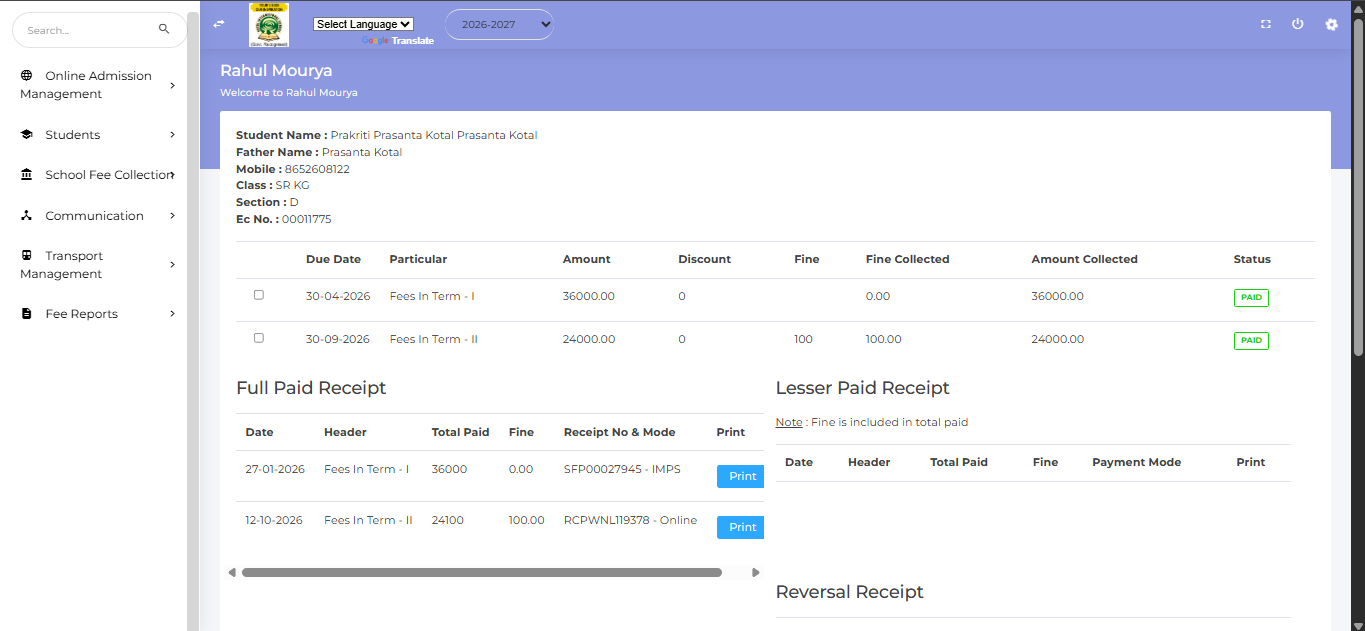 Search...
Select Language
2026-2027
Google Translate
Online Admission
Management
Students
School Fee Collection
Communication
Transport
Management
Fee Reports
Rahul Mourya
Welcome to Rahul Mourya
Student Name : Prakriti Prasanta Kotal Prasanta Kotal
Father Name : Prasanta Kotal
Mobile : 8652608122
Class : SR KG
Section : D
Ec No. : 00011775
Due Date Particular Amount Discount Fine Fine Collected Amount Collected Status
30-04-2026 Fees In Term - I 36000.00 0 0.00 36000.00 PAID
30-09-2026 Fees In Term - II 24000.00 0 100 100.00 24000.00 PAID
Full Paid Receipt
Date Header Total Paid Fine Receipt No & Mode Print
27-01-2026 Fees In Term - I 36000 0.00 SFP00027945 - IMPS Print
12-10-2026 Fees In Term - II 24100 100.00 RCPWNL119378 - Online Print
Lesser Paid Receipt
Note : Fine is included in total paid
Date Header Total Paid Fine Payment Mode Print
Reversal Receipt